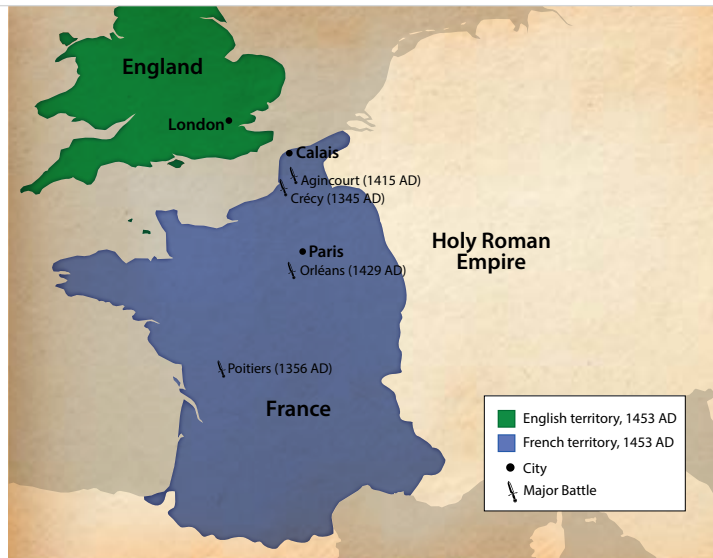 England
London
Calais
Agincourt (1415 AD)
Crécy (1345 AD)
Paris
Orléans (1429 AD)
Holy Roman
Empire
Poitiers (1356 AD)
France
English territory, 1453 AD
French territory, 1453 AD
City
Major Battle